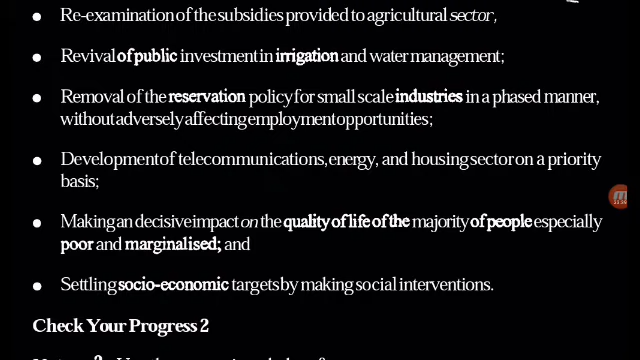 • Re-examination of the subsidies provided to agricultural sector,
• Revival of public investment in irrigation and water management;
• Removal of the reservation policy for small scale industries in a phased manner,
without adversely affecting employment opportunities;
• Development of telecommunications, energy, and housing sector on a priority
basis;
• Making an decisive impact on the quality of life of the majority of people especially
poor and marginalised; and
• Settling socio-economic targets by making social interventions.
Check Your Progress 2